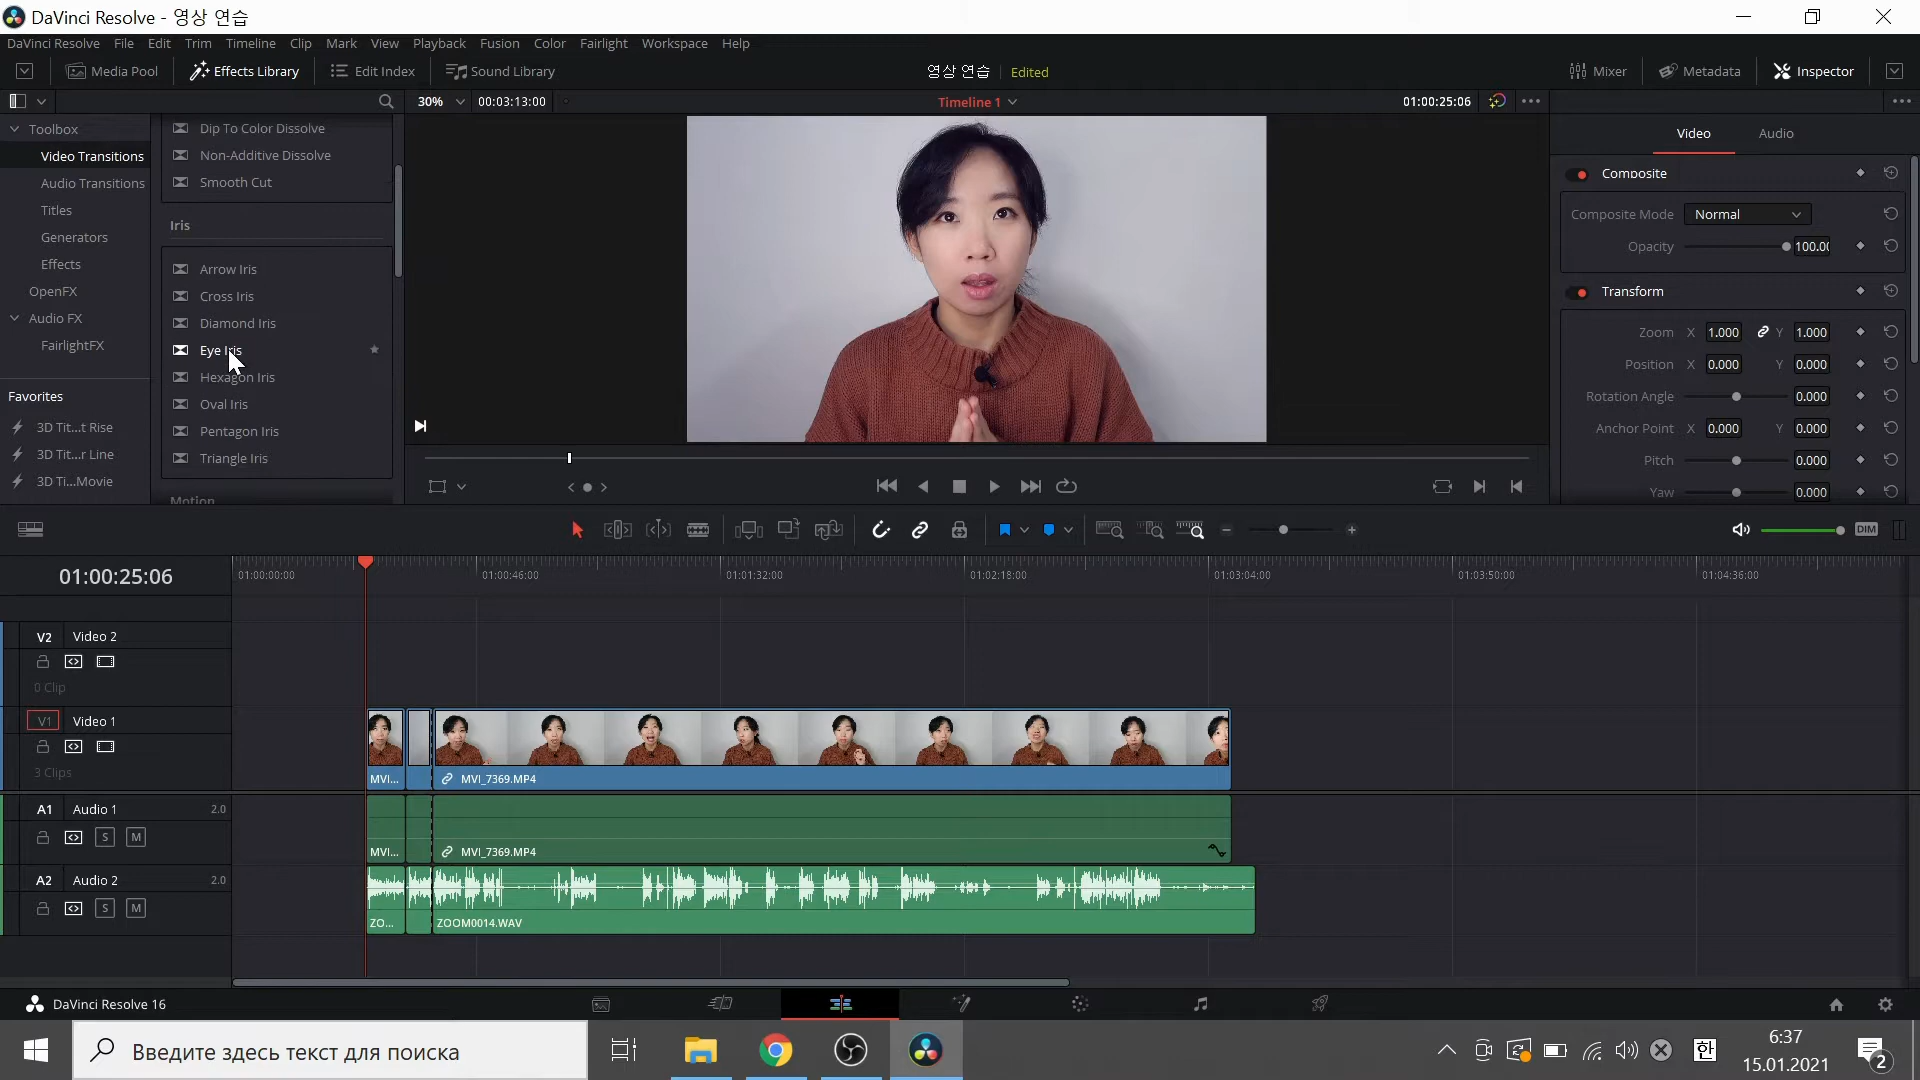 DaVinci Resolve - 영상 연습
DaVinci Resolve File Edit Trim Timeline Clip Mark View Playback Fusion Color Fairlight Workspace Help
Media Pool Effects Library Edit Index Sound Library 영상 연습 Edited Mixer Metadata Inspector
30% 00:03:13:00 Timeline 1 01:00:25:06
Toolbox
Video Transitions
Audio Transitions
Titles
Generators
Effects
OpenFX
Audio FX
FairlightFX
Favorites
3D Tit...t Rise
3D Tit...r Line
3D Ti...Movie
Dip To Color Dissolve
Non-Additive Dissolve
Smooth Cut
Iris
Arrow Iris
Cross Iris
Diamond Iris
Eye Iris
Hexagon Iris
Oval Iris
Pentagon Iris
Triangle Iris
Motion
Video Audio
Composite
Composite Mode Normal
Opacity 100.00
Transform
Zoom X 1.000 Y 1.000
Position X 0.000 Y 0.000
Rotation Angle 0.000
Anchor Point X 0.000 Y 0.000
Pitch 0.000
Yaw 0.000
DIM
01:00:25:06
01:00:00:00 01:00:46:00 01:01:32:00 01:02:18:00 01:03:04:00 01:03:50:00 01:04:36:00
V2 Video 2
0 Clip
V1 Video 1
3 Clips
MVI... MVI_7369.MP4
A1 Audio 1 2.0
S M
MVI... MVI_7369.MP4
A2 Audio 2 2.0
S M
ZO... ZOOM0014.WAV
DaVinci Resolve 16
Введите здесь текст для поиска
한
6:37
15.01.2021
2